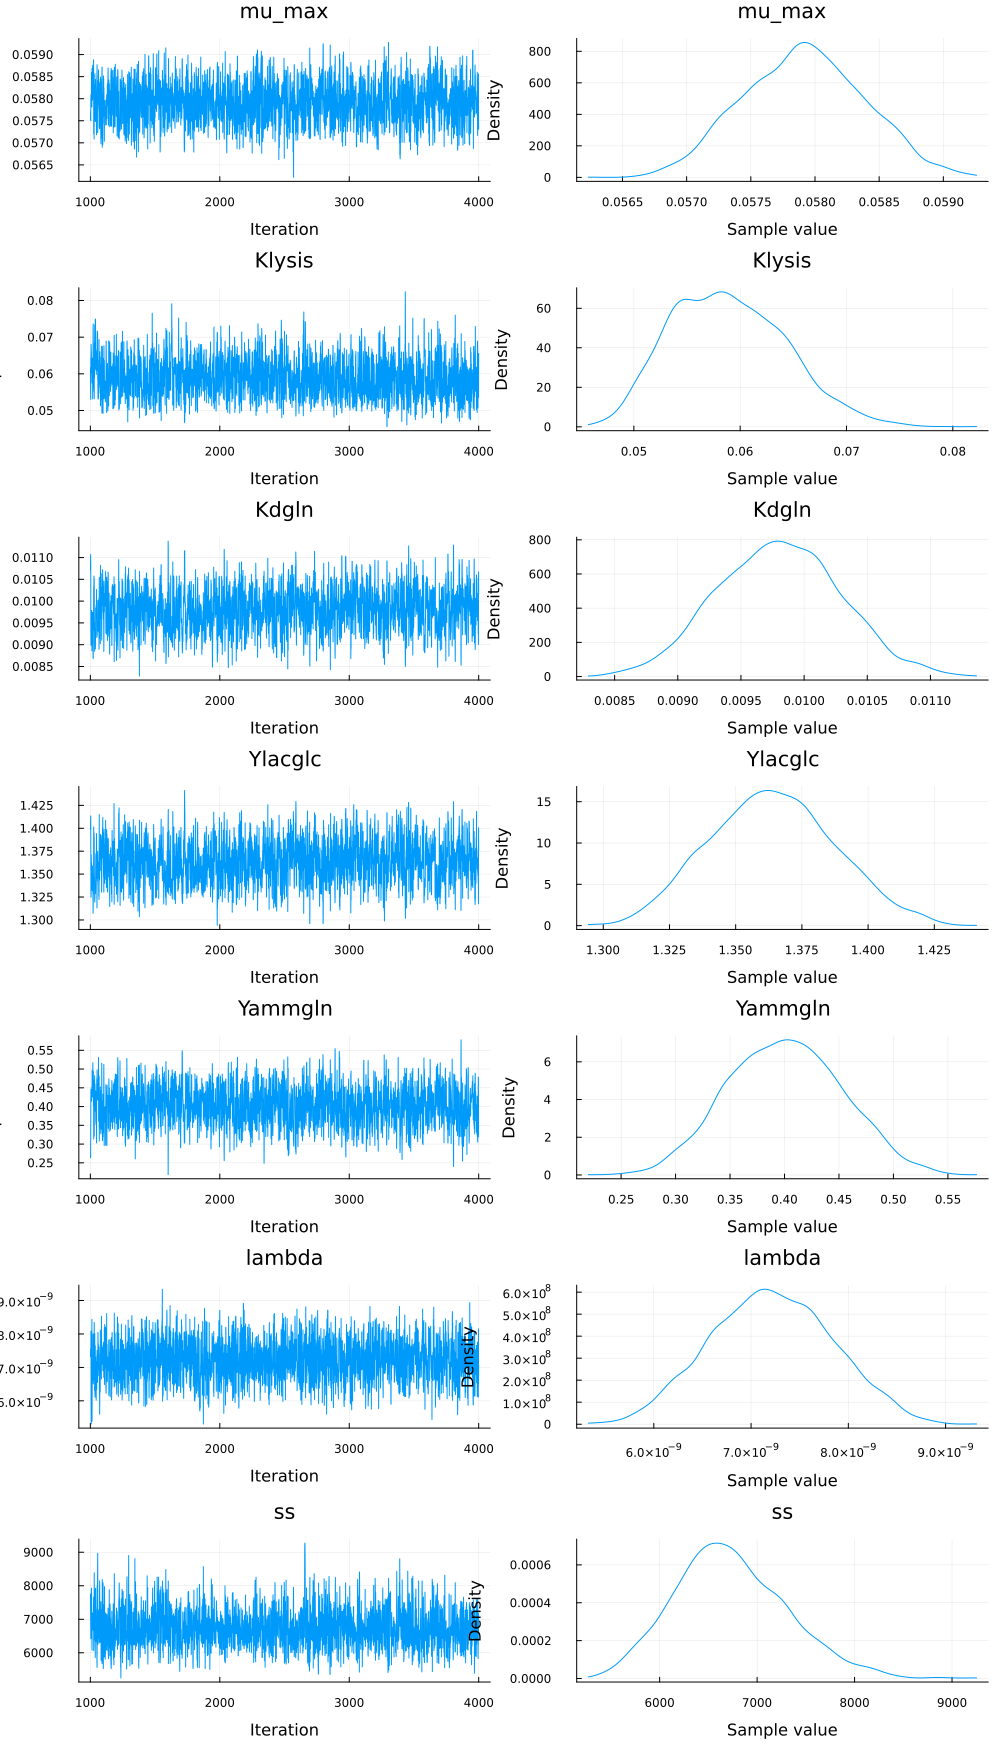 mu_max
mu_max
0.0590
0.0585
0.0580
0.0575
0.0570
0.0565
1000 2000 3000 4000
Iteration
Density
800
600
400
200
0
0.0565 0.0570 0.0575 0.0580 0.0585 0.0590
Sample value
Klysis
Klysis
0.08
0.07
0.06
0.05
1000 2000 3000 4000
Iteration
Density
60
40
20
0
0.05 0.06 0.07 0.08
Sample value
Kdgln
Kdgln
0.0110
0.0105
0.0100
0.0095
0.0090
0.0085
1000 2000 3000 4000
Iteration
Density
800
600
400
200
0
0.0085 0.0090 0.0095 0.0100 0.0105 0.0110
Sample value
Ylacglc
Ylacglc
1.425
1.400
1.375
1.350
1.325
1.300
1000 2000 3000 4000
Iteration
Density
15
10
5
0
1.300 1.325 1.350 1.375 1.400 1.425
Sample value
Yammgln
Yammgln
0.55
0.50
0.45
0.40
0.35
0.30
0.25
1000 2000 3000 4000
Iteration
Density
6
4
2
0
0.25 0.30 0.35 0.40 0.45 0.50 0.55
Sample value
lambda
lambda
9.0×10⁻⁹
8.0×10⁻⁹
7.0×10⁻⁹
6.0×10⁻⁹
1000 2000 3000 4000
Iteration
Density
6.0×10⁸
5.0×10⁸
4.0×10⁸
3.0×10⁸
2.0×10⁸
1.0×10⁸
0
6.0×10⁻⁹ 7.0×10⁻⁹ 8.0×10⁻⁹ 9.0×10⁻⁹
Sample value
ss
ss
9000
8000
7000
6000
1000 2000 3000 4000
Iteration
Density
0.0006
0.0004
0.0002
0.0000
6000 7000 8000 9000
Sample value